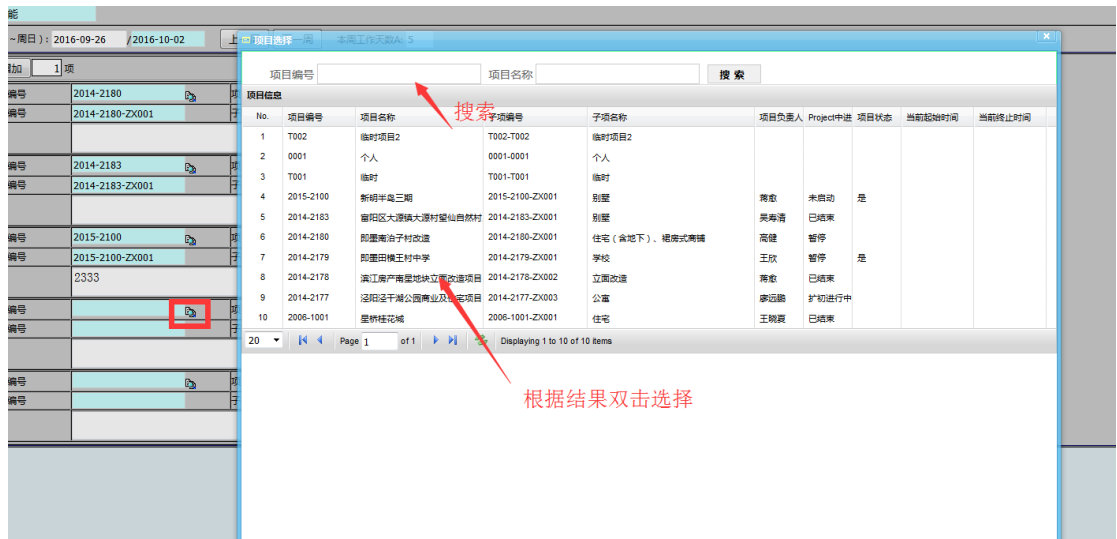 能
~周日）: 2016-09-26 / 2016-10-02 上 一周 本周工作天数A: 5
项目选择
增加 1 项
编号 2014-2180 项
编号 2014-2180-ZX001 子
编号 2014-2183 项
编号 2014-2183-ZX001 子
编号 2015-2100 项
编号 2015-2100-ZX001 子
2333
编号 项
编号 子
编号 项
编号 子
项目编号 项目名称 搜 索
项目信息
搜索
No. 项目编号 项目名称 子项编号 子项名称 项目负责人 Project中进 项目状态 当前起始时间 当前终止时间
1 T002 临时项目2 T002-T002 临时项目2
2 0001 个人 0001-0001 个人
3 T001 临时 T001-T001 临时
4 2015-2100 新明半岛三期 2015-2100-ZX001 别墅 蒋愈 未启动 是
5 2014-2183 富阳区大源镇大源村望仙自然村 2014-2183-ZX001 别墅 吴寿清 已结束
6 2014-2180 即墨南泊子村改造 2014-2180-ZX001 住宅（含地下）、裙房式商铺 高健 暂停
7 2014-2179 即墨田横王村中学 2014-2179-ZX001 学校 王欣 暂停 是
8 2014-2178 滨江房产南星地块立面改造项目 2014-2178-ZX002 立面改造 蒋愈 已结束
9 2014-2177 泾阳泾干湖公园商业及住宅项目 2014-2177-ZX003 公寓 廖远鹏 扩初进行中
10 2006-1001 星桥桂花城 2006-1001-ZX001 住宅 王晓夏 已结束
20 Page 1 of 1 Displaying 1 to 10 of 10 items
根据结果双击选择